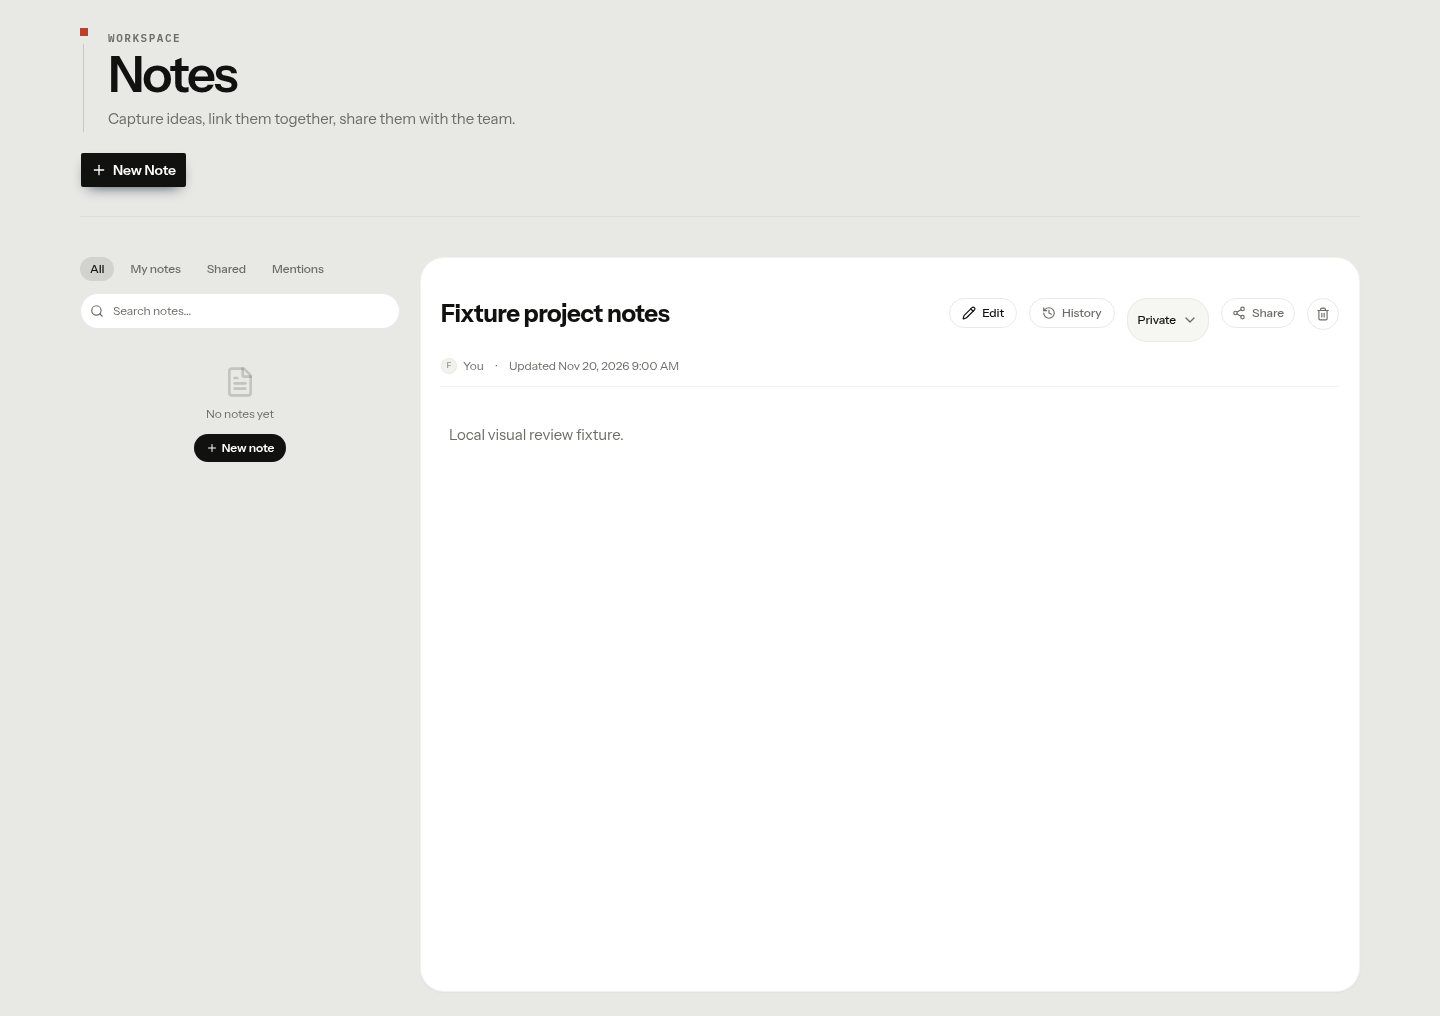 WORKSPACE
Notes
Capture ideas, link them together, share them with the team.
New Note
All My notes Shared Mentions
Search notes...
No notes yet
New note
Fixture project notes
Edit History Private Share
F You · Updated Nov 20, 2026 9:00 AM
Local visual review fixture.